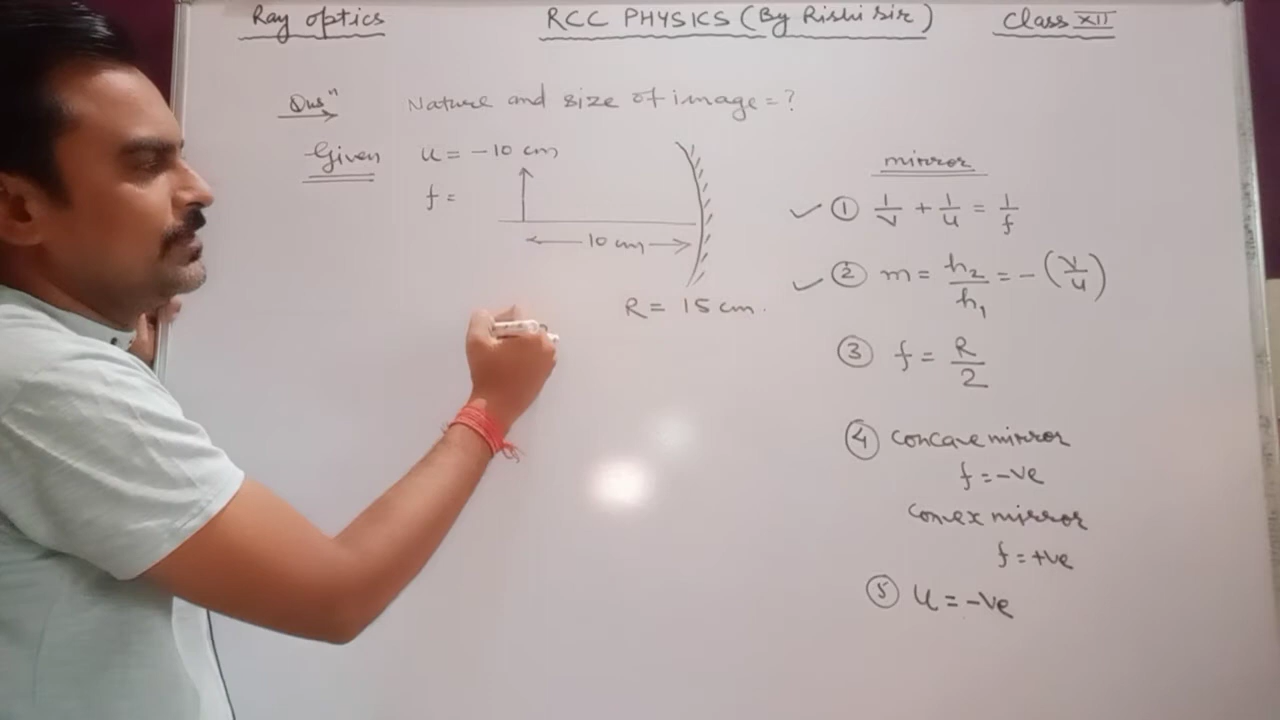 Ray optics
RCC PHYSICS (By Rishi Sir)
Class XII
Qusⁿ
Nature and size of image = ?
Given
u = -10 cm
f =
10 cm
R = 15 cm.
mirror
① 1/v + 1/u = 1/f
② m = h₂/h₁ = -(v/u)
③ f = R/2
④ concave mirror
f = -ve
convex mirror
f = +ve
⑤ u = -ve